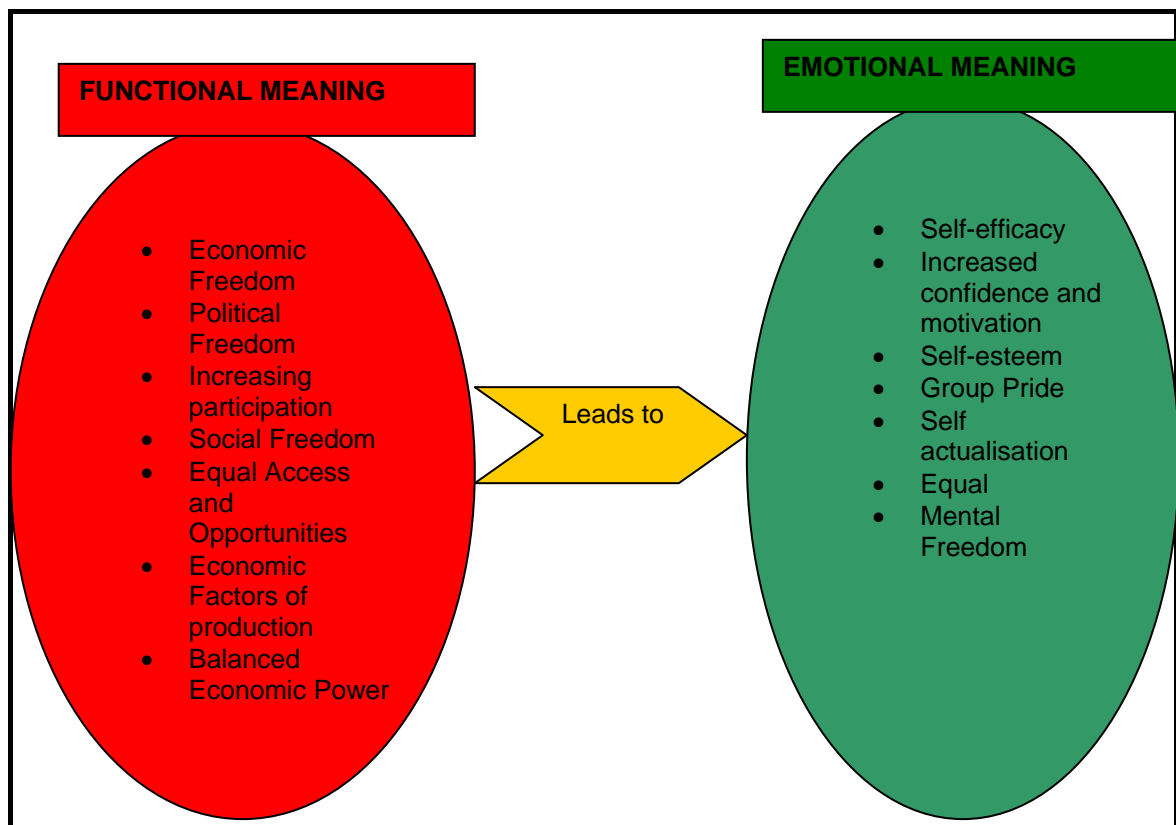 FUNCTIONAL MEANING
• Economic
Freedom
• Political
Freedom
• Increasing
participation
• Social Freedom
• Equal Access
and
Opportunities
• Economic
Factors of
production
• Balanced
Economic Power
Leads to
EMOTIONAL MEANING
• Self-efficacy
• Increased
confidence and
motivation
• Self-esteem
• Group Pride
• Self
actualisation
• Equal
• Mental
Freedom